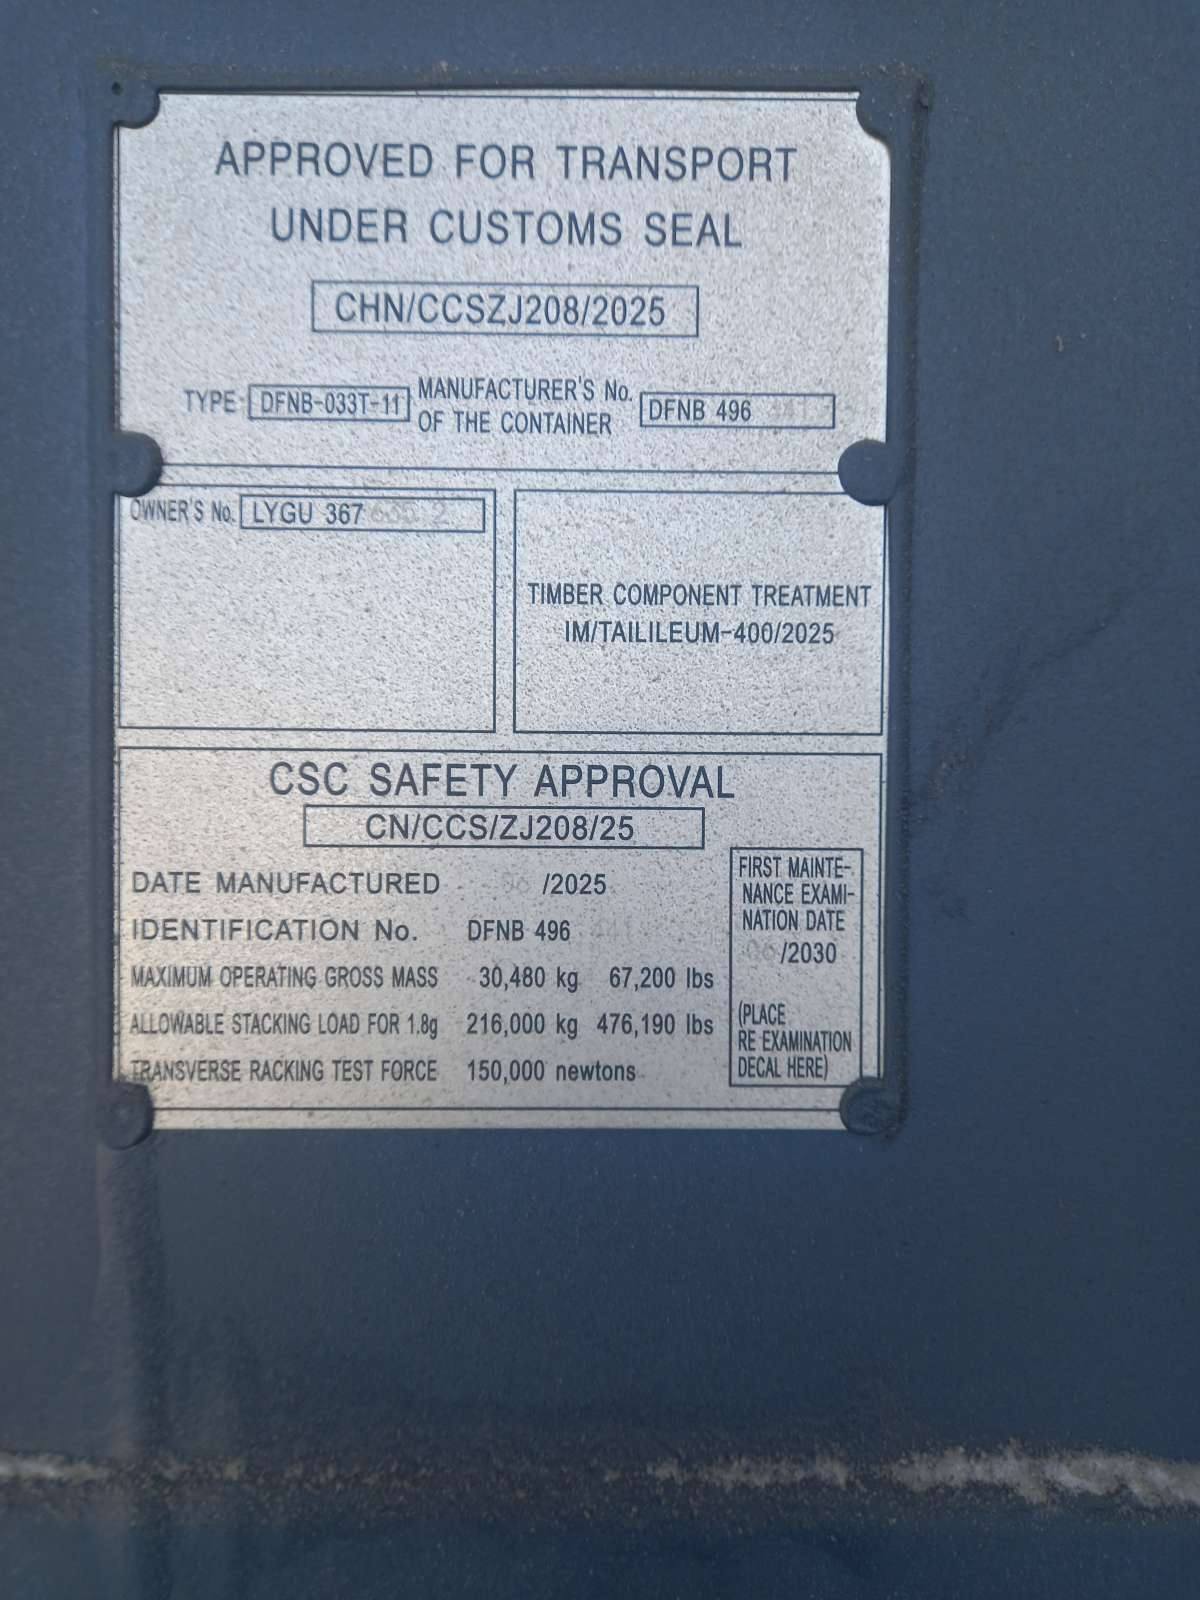 APPROVED FOR TRANSPORT
UNDER CUSTOMS SEAL
CHN/CCSZJ208/2025
TYPE DFNB-033T-11 MANUFACTURER'S No. OF THE CONTAINER DFNB 496
OWNER'S No. LYGU 367
TIMBER COMPONENT TREATMENT
IM/TAILILEUM-400/2025
CSC SAFETY APPROVAL
CN/CCS/ZJ208/25
DATE MANUFACTURED 06 /2025
IDENTIFICATION No. DFNB 496
MAXIMUM OPERATING GROSS MASS 30,480 kg 67,200 lbs
ALLOWABLE STACKING LOAD FOR 1.8g 216,000 kg 476,190 lbs
TRANSVERSE RACKING TEST FORCE 150,000 newtons
FIRST MAINTE-
NANCE EXAMI-
NATION DATE
06 /2030
(PLACE
RE EXAMINATION
DECAL HERE)